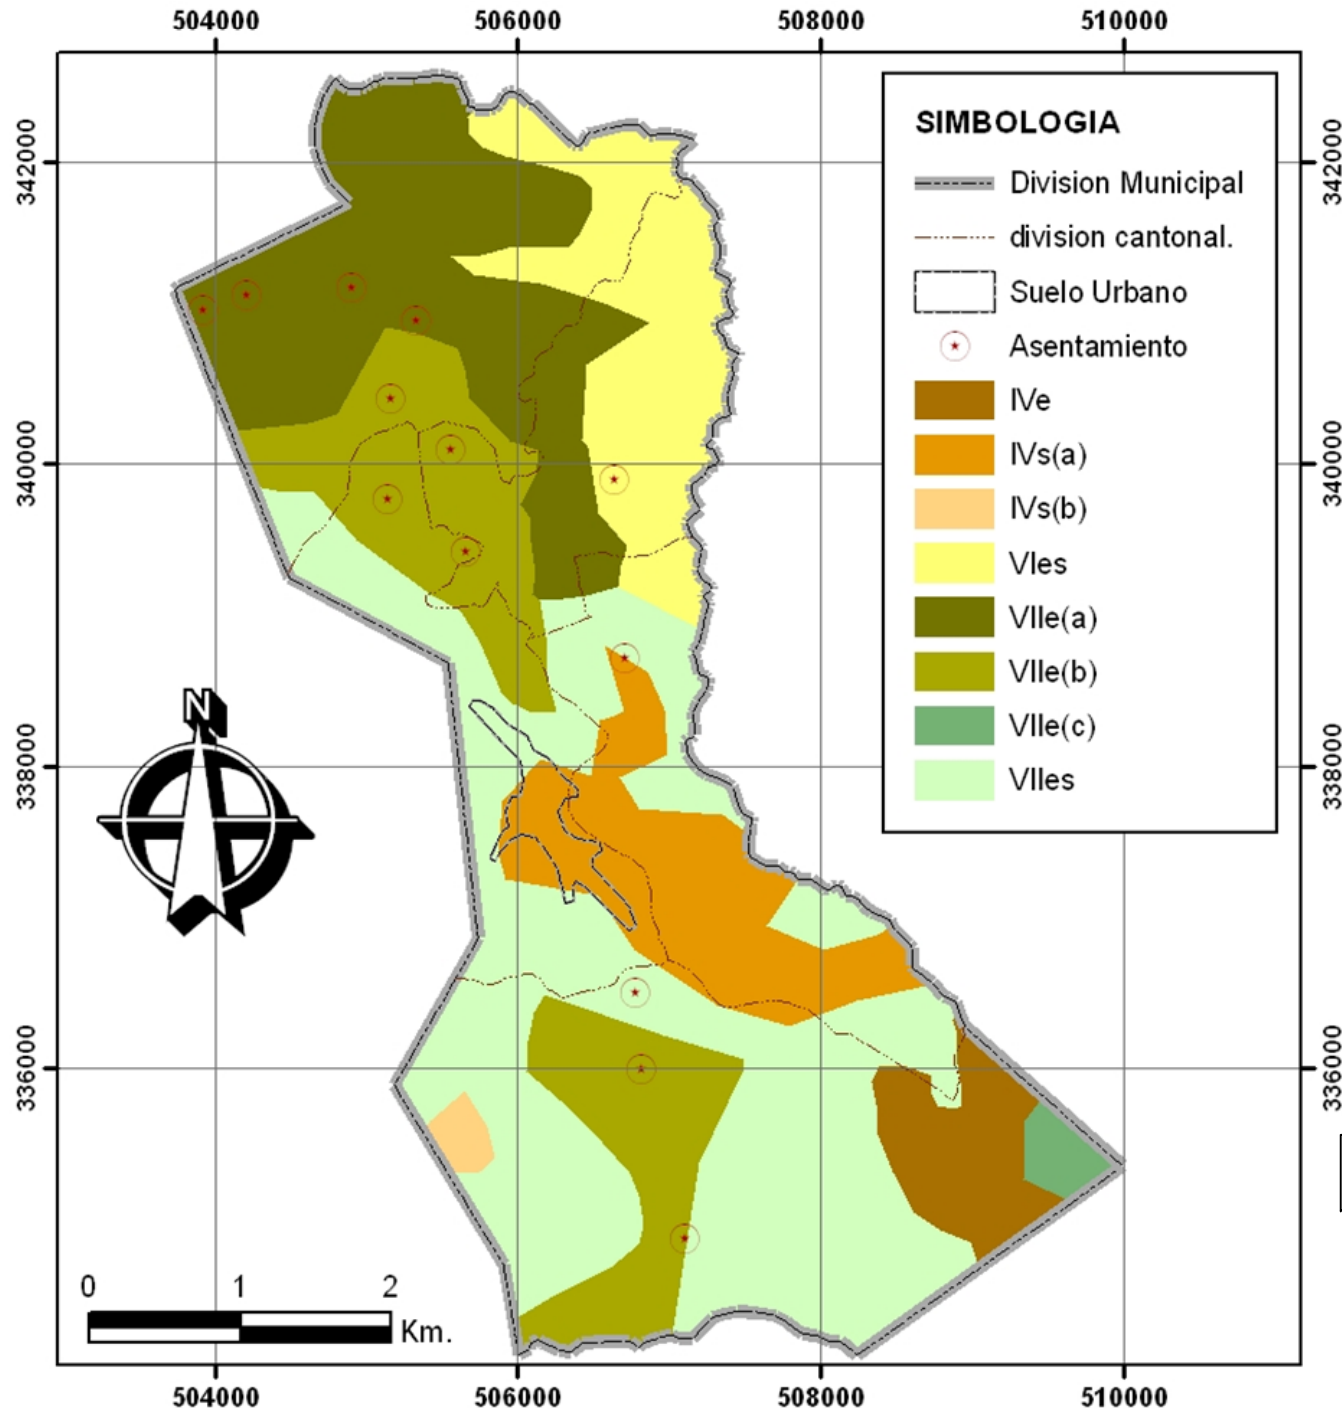 504000 506000 508000 510000
342000
340000
338000
336000
SIMBOLOGIA
Division Municipal
division cantonal.
Suelo Urbano
Asentamiento
IVe
IVs(a)
IVs(b)
VIes
VIIe(a)
VIIe(b)
VIIe(c)
VIIes
342000
340000
338000
336000
N
0 1 2
Km.
504000 506000 508000 510000